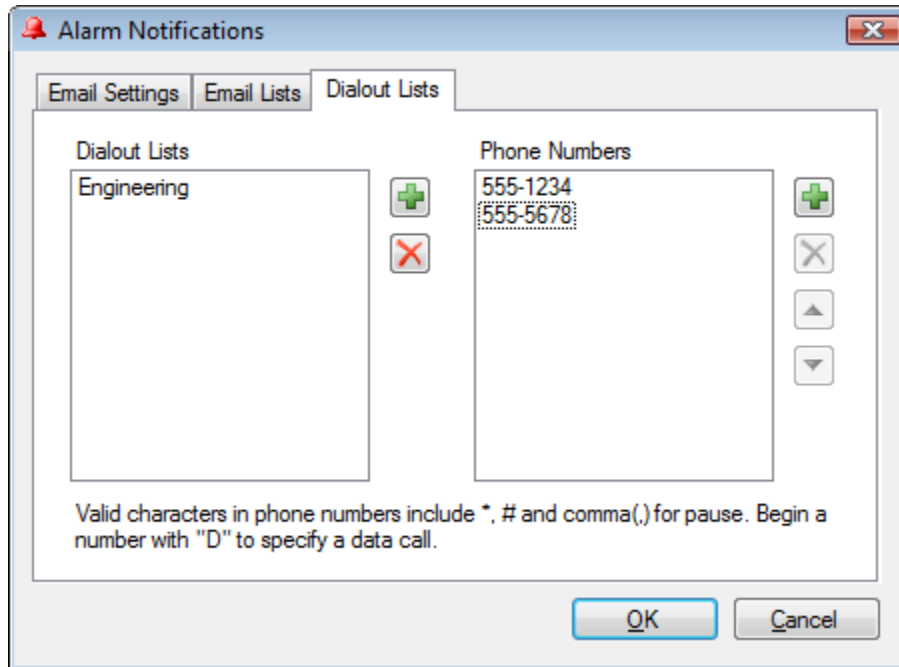 Alarm Notifications
Email Settings
Email Lists
Dialout Lists
Dialout Lists
Phone Numbers
Engineering
555-1234
555-5678
Valid characters in phone numbers include *, # and comma(,) for pause. Begin a
number with "D" to specify a data call.
OK
Cancel